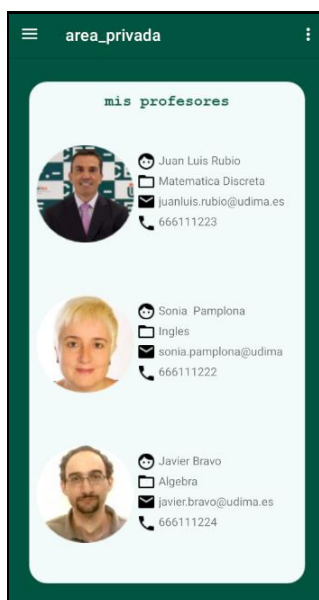 area_privada
mis profesores
Juan Luis Rubio
Matematica Discreta
juanluis.rubio@udima.es
666111223
Sonia  Pamplona
Ingles
sonia.pamplona@udima
666111222
Javier Bravo
Algebra
javier.bravo@udima.es
666111224